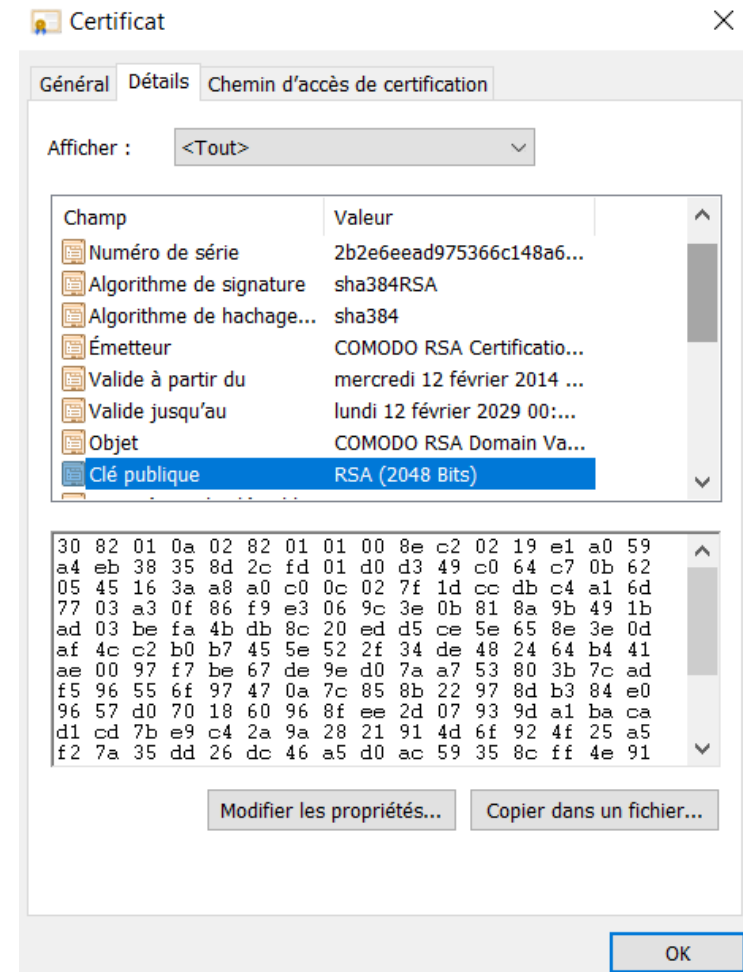 Certificat
Général Détails Chemin d'accès de certification
Afficher : <Tout>
Champ Valeur
Numéro de série 2b2e6eead975366c148a6...
Algorithme de signature sha384RSA
Algorithme de hachage... sha384
Émetteur COMODO RSA Certificatio...
Valide à partir du mercredi 12 février 2014 ...
Valide jusqu'au lundi 12 février 2029 00:...
Objet COMODO RSA Domain Va...
Clé publique RSA (2048 Bits)
30 82 01 0a 02 82 01 01 00 8e c2 02 19 e1 a0 59
a4 eb 38 35 8d 2c fd 01 d0 d3 49 c0 64 c7 0b 62
05 45 16 3a a8 a0 c0 0c 02 7f 1d cc db c4 a1 6d
77 03 a3 0f 86 f9 e3 06 9c 3e 0b 81 8a 9b 49 1b
ad 03 be fa 4b db 8c 20 ed d5 ce 5e 65 8e 3e 0d
af 4c c2 b0 b7 45 5e 52 2f 34 de 48 24 64 b4 41
ae 00 97 f7 be 67 de 9e d0 7a a7 53 80 3b 7c ad
f5 96 55 6f 97 47 0a 7c 85 8b 22 97 8d b3 84 e0
96 57 d0 70 18 60 96 8f ee 2d 07 93 9d a1 ba ca
d1 cd 7b e9 c4 2a 9a 28 21 91 4d 6f 92 4f 25 a5
f2 7a 35 dd 26 dc 46 a5 d0 ac 59 35 8c ff 4e 91
Modifier les propriétés... Copier dans un fichier...
OK